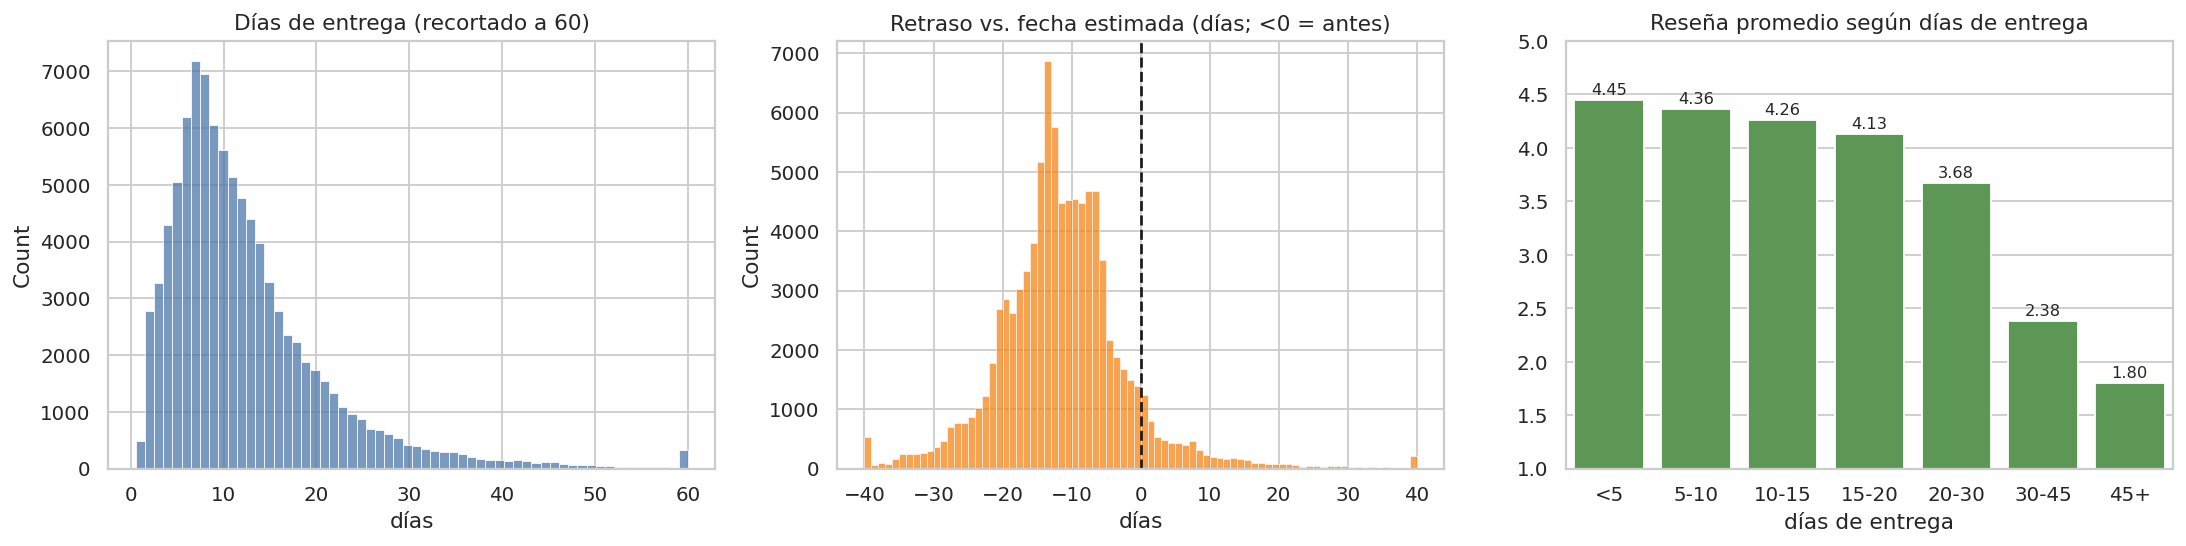 Días de entrega (recortado a 60)
Count
7000
6000
5000
4000
3000
2000
1000
0
0 10 20 30 40 50 60
días
Retraso vs. fecha estimada (días; <0 = antes)
Count
7000
6000
5000
4000
3000
2000
1000
0
−40 −30 −20 −10 0 10 20 30 40
días
Reseña promedio según días de entrega
5.0
4.5
4.0
3.5
3.0
2.5
2.0
1.5
1.0
4.45 4.36 4.26 4.13 3.68 2.38 1.80
<5 5-10 10-15 15-20 20-30 30-45 45+
días de entrega